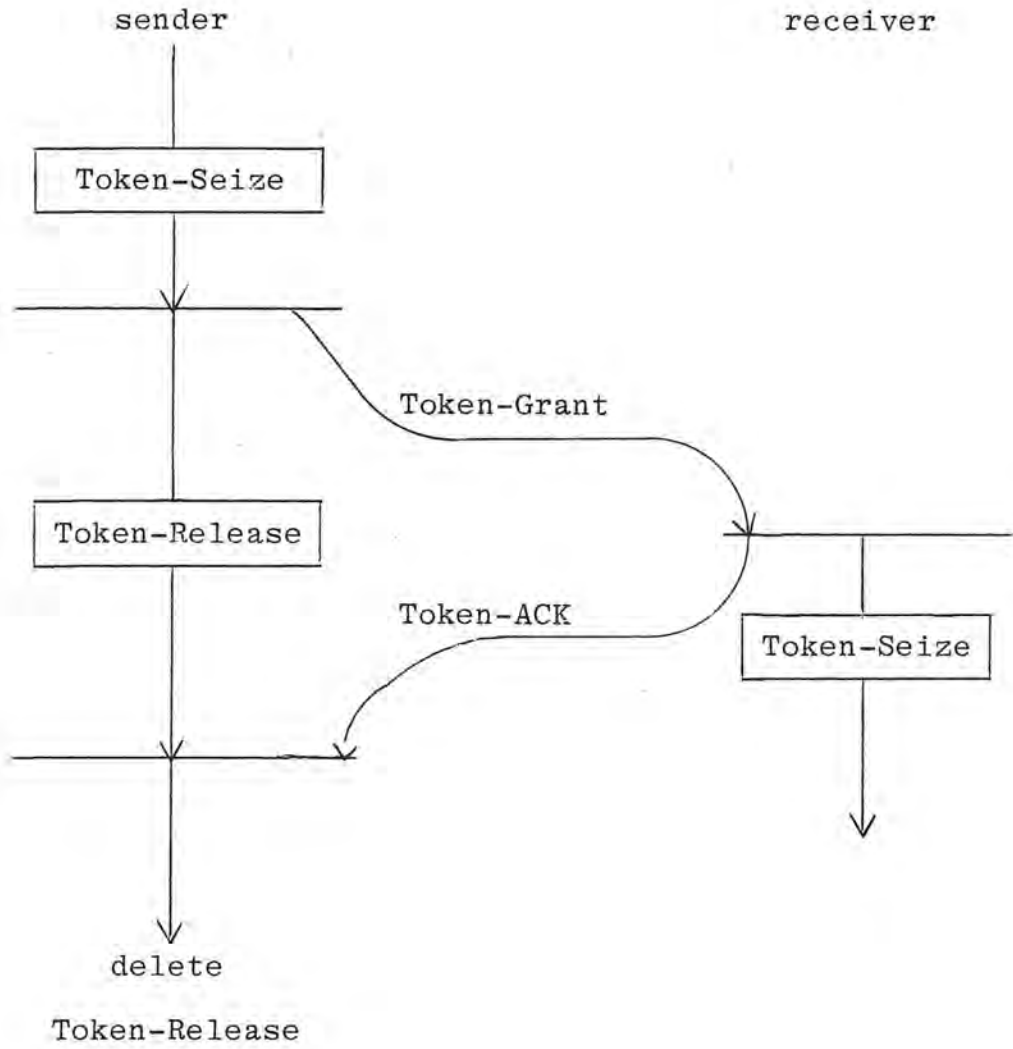 sender
receiver
Token-Seize
Token-Grant
Token-Release
Token-ACK
Token-Seize
delete
Token-Release